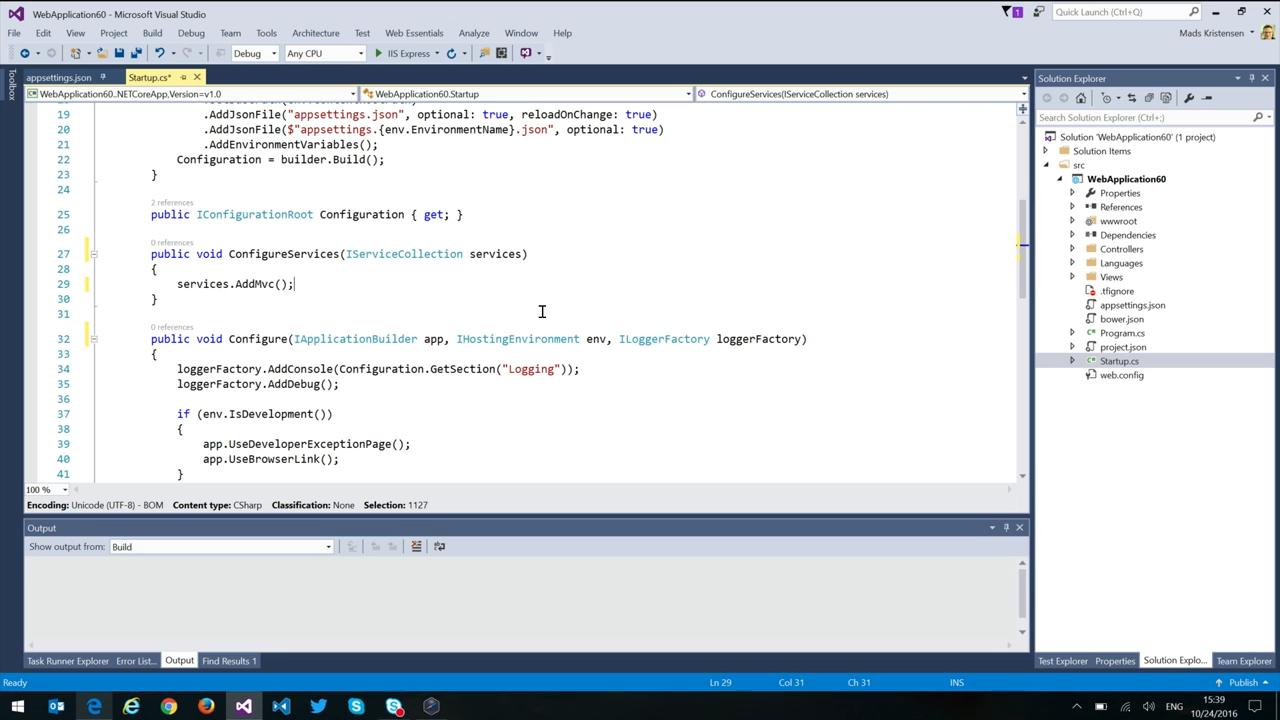 WebApplication60 - Microsoft Visual Studio
1
Quick Launch (Ctrl+Q)
File Edit View Project Build Debug Team Tools Architecture Test Web Essentials Analyze Window Help
Mads Kristensen
Debug Any CPU IIS Express
Toolbox
appsettings.json Startup.cs*
WebApplication60..NETCoreApp,Version=v1.0 WebApplication60.Startup ConfigureServices(IServiceCollection services)
19 .AddJsonFile("appsettings.json", optional: true, reloadOnChange: true)
20 .AddJsonFile($"appsettings.{env.EnvironmentName}.json", optional: true)
21 .AddEnvironmentVariables();
22 Configuration = builder.Build();
23 }
24
2 references
25 public IConfigurationRoot Configuration { get; }
26
0 references
27 public void ConfigureServices(IServiceCollection services)
28 {
29 services.AddMvc();
30 }
31
0 references
32 public void Configure(IApplicationBuilder app, IHostingEnvironment env, ILoggerFactory loggerFactory)
33 {
34 loggerFactory.AddConsole(Configuration.GetSection("Logging"));
35 loggerFactory.AddDebug();
36
37 if (env.IsDevelopment())
38 {
39 app.UseDeveloperExceptionPage();
40 app.UseBrowserLink();
41 }
100 %
Encoding: Unicode (UTF-8) - BOM Content type: CSharp Classification: None Selection: 1127
Output
Show output from: Build
Task Runner Explorer Error List... Output Find Results 1
Solution Explorer
Search Solution Explorer (Ctrl+;)
Solution 'WebApplication60' (1 project)
Solution Items
src
WebApplication60
Properties
References
wwwroot
Dependencies
Controllers
Languages
Views
.tfignore
appsettings.json
bower.json
Program.cs
project.json
Startup.cs
web.config
Test Explorer Properties Solution Explo... Team Explorer
Ready Ln 29 Col 31 Ch 31 INS Publish
ENG
15:39
10/24/2016